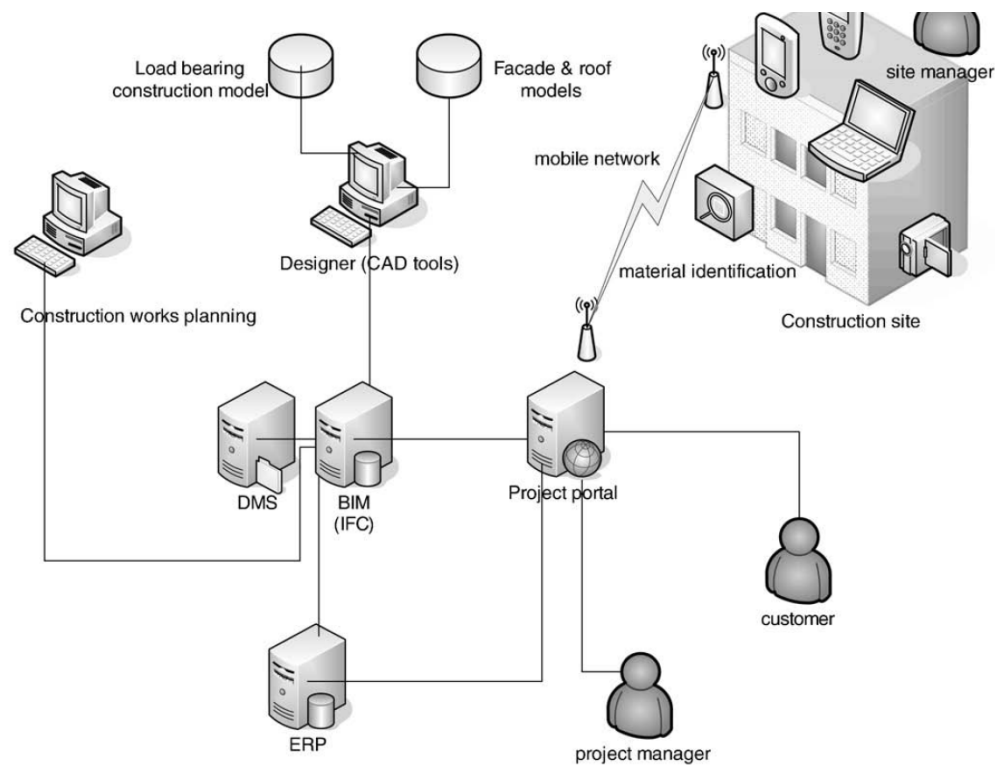 Load bearing
construction model
Facade & roof
models
site manager
mobile network
Designer (CAD tools)
material identification
Construction works planning
Construction site
DMS
BIM
(IFC)
Project portal
customer
ERP
project manager